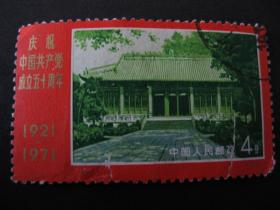 庆祝
中国共产党
成立五十周年
1921
1971
中国人民邮政 4分